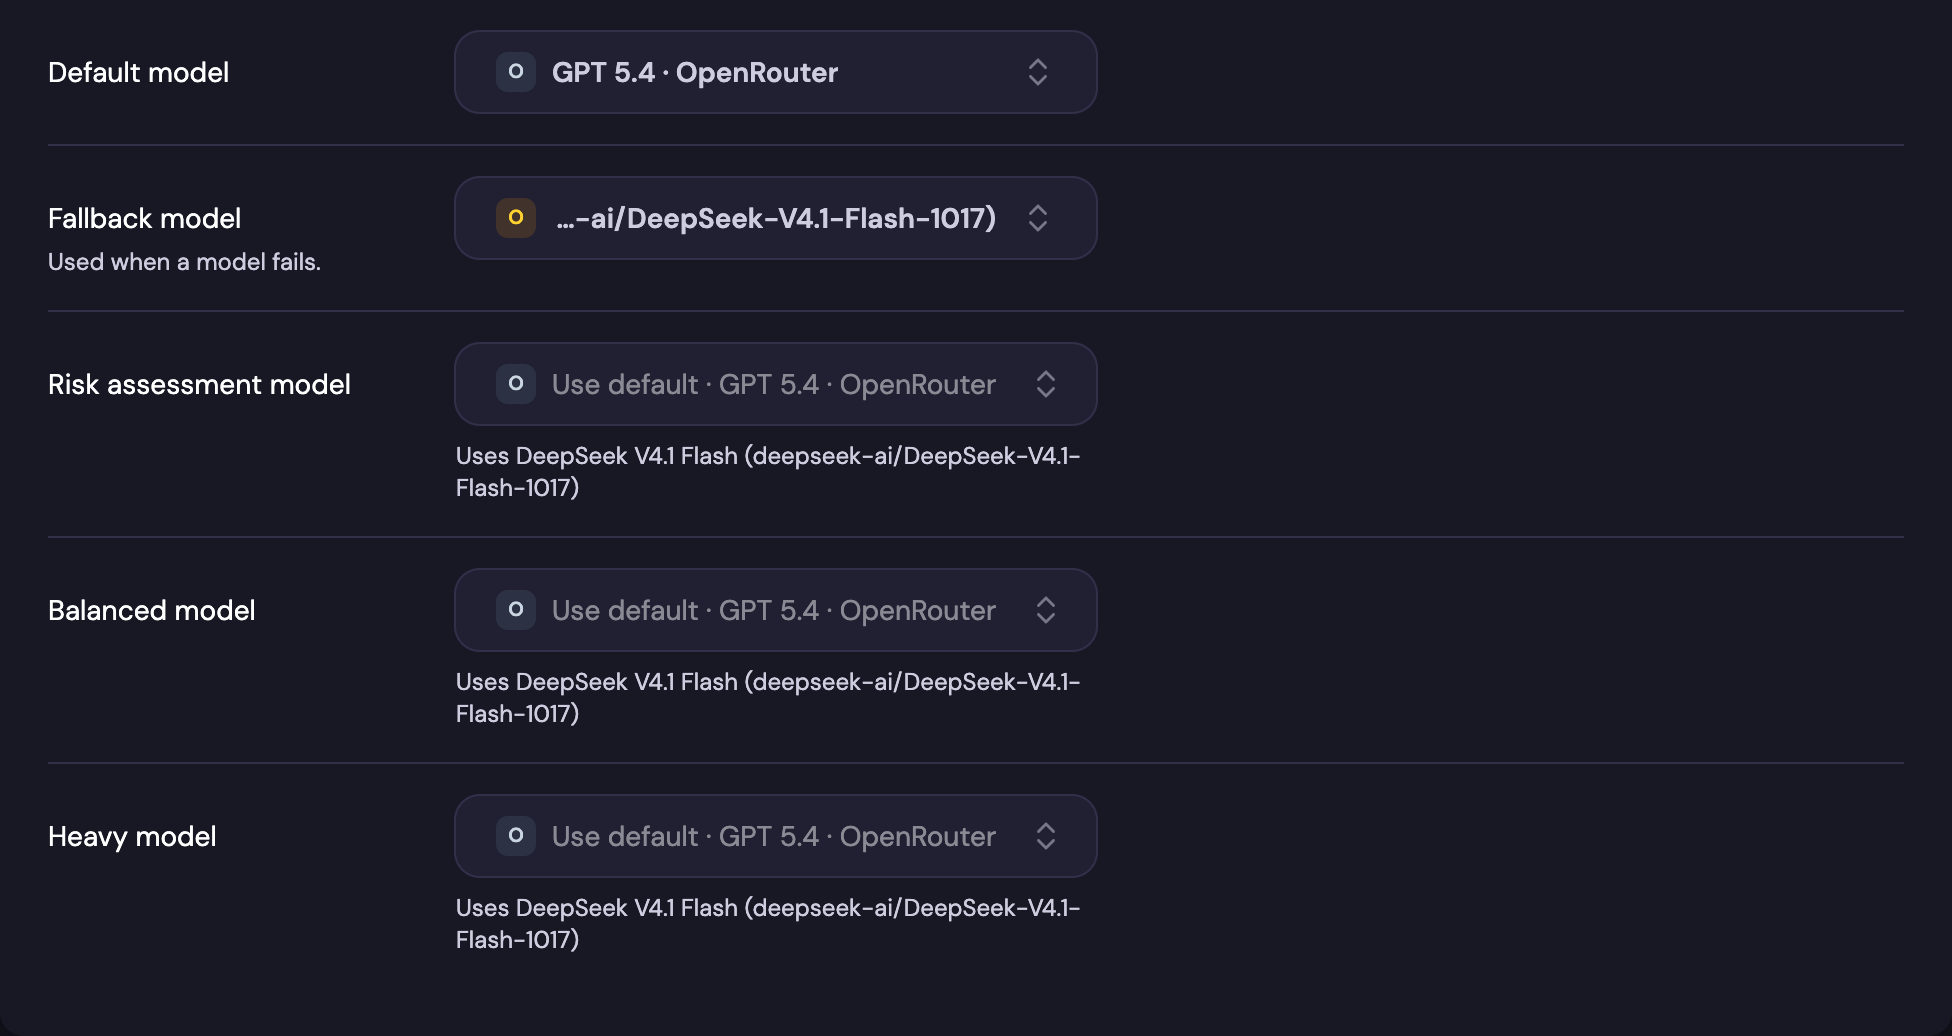 Default model
O GPT 5.4 · OpenRouter
Fallback model
O …-ai/DeepSeek-V4.1-Flash-1017)
Used when a model fails.
Risk assessment model
O Use default · GPT 5.4 · OpenRouter
Uses DeepSeek V4.1 Flash (deepseek-ai/DeepSeek-V4.1-
Flash-1017)
Balanced model
O Use default · GPT 5.4 · OpenRouter
Uses DeepSeek V4.1 Flash (deepseek-ai/DeepSeek-V4.1-
Flash-1017)
Heavy model
O Use default · GPT 5.4 · OpenRouter
Uses DeepSeek V4.1 Flash (deepseek-ai/DeepSeek-V4.1-
Flash-1017)